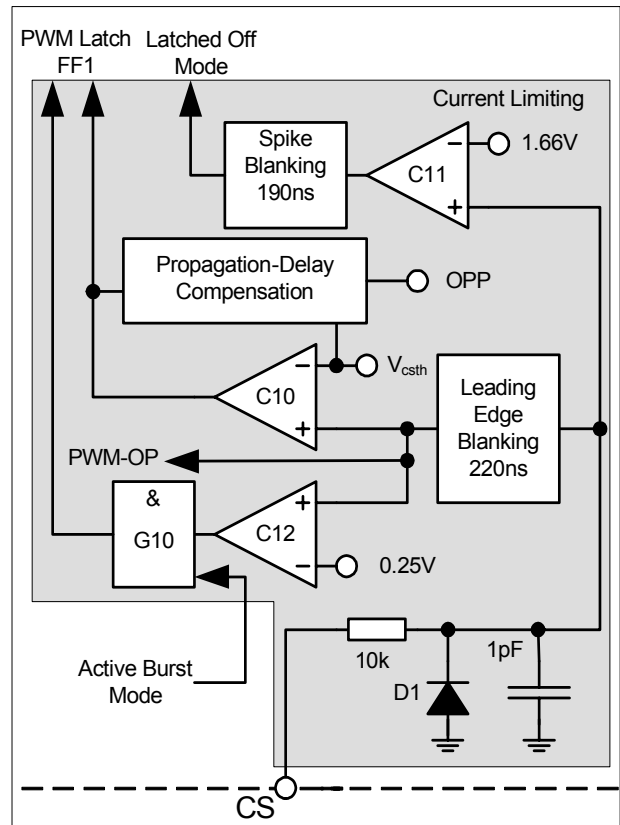 PWM Latch
FF1
Latched Off
Mode
Current Limiting
Spike
Blanking
190ns
C11
−
+
1.66V
Propagation-Delay
Compensation
OPP
Vcsth
C10
−
+
Leading
Edge
Blanking
220ns
PWM-OP
&
G10
C12
+
−
0.25V
Active Burst
Mode
10k
D1
1pF
CS